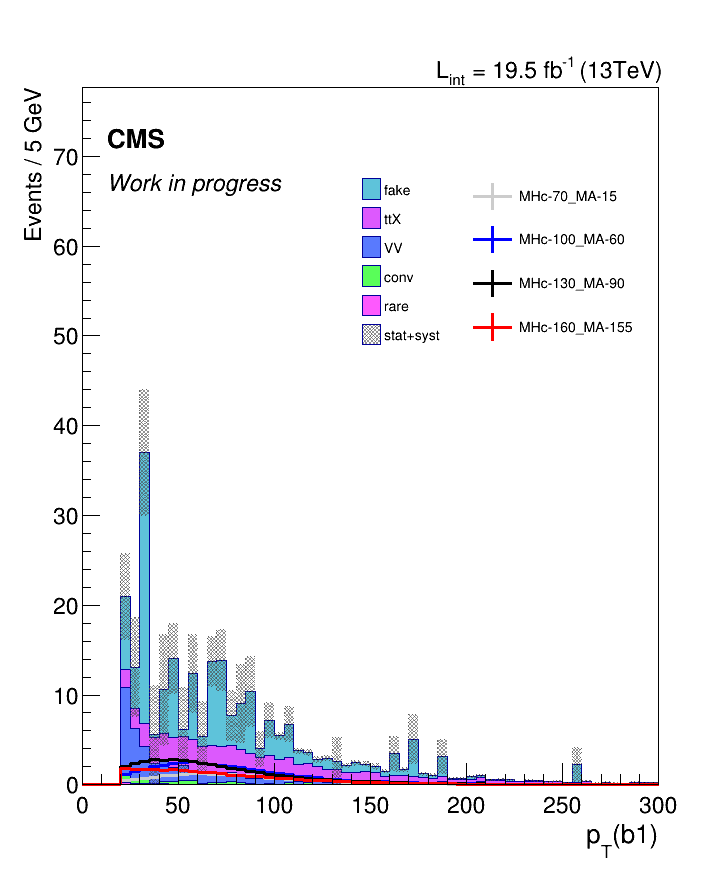 L_int = 19.5 fb^-1 (13TeV)
Events / 5 GeV
CMS
Work in progress
fake
ttX
VV
conv
rare
stat+syst
MHc-70_MA-15
MHc-100_MA-60
MHc-130_MA-90
MHc-160_MA-155
70
60
50
40
30
20
10
0
0 50 100 150 200 250 300
p_T(b1)